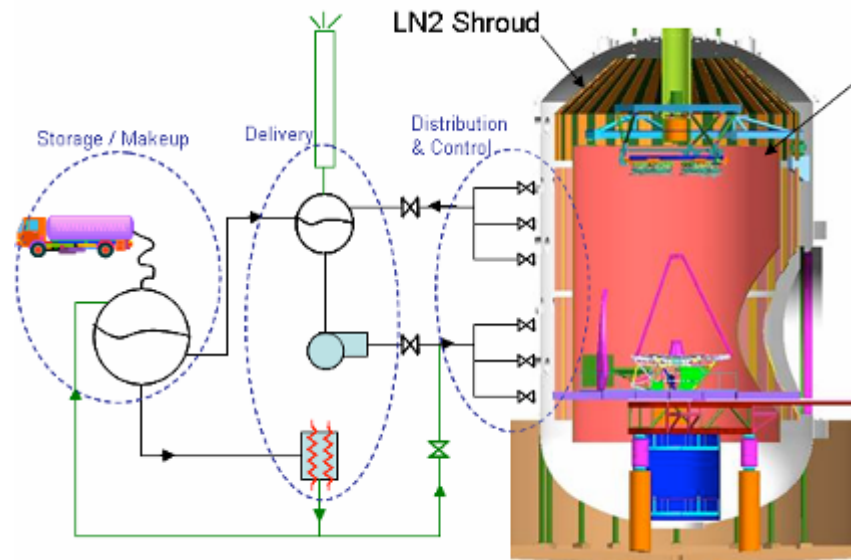 LN2 Shroud
Storage / Makeup
Delivery
Distribution
& Control